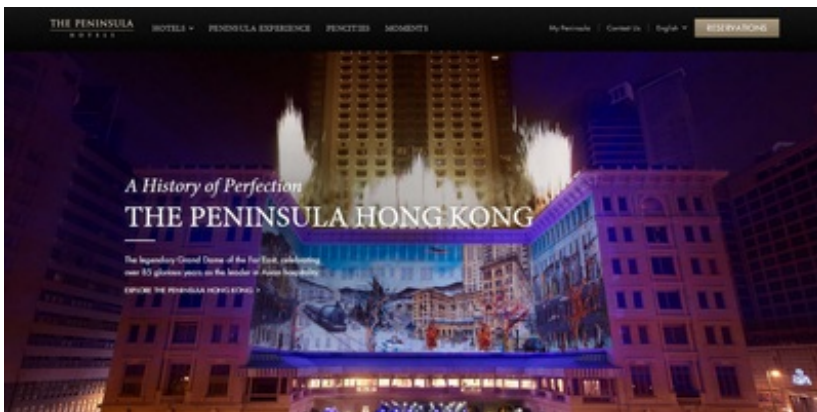 THE PENINSULA
HOTELS
HOTELS
PENINSULA EXPERIENCE
PENCITIES
MOMENTS
My Peninsula
Contact Us
English
RESERVATIONS
A History of Perfection
THE PENINSULA HONG KONG
The legendary Grand Dame of the Far East, celebrating
over 85 glorious years as the leader in Asian hospitality.
EXPLORE THE PENINSULA HONG KONG >